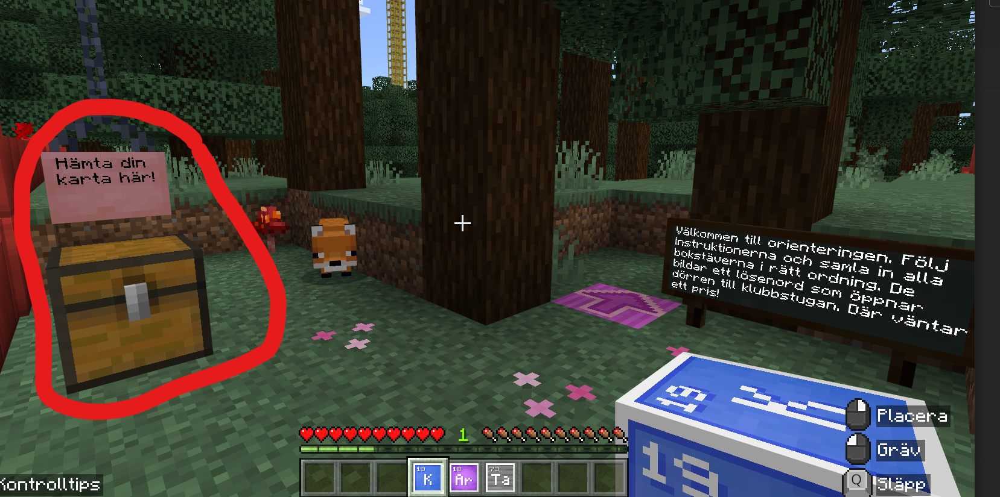 Hämta din
karta här!
Välkommen till orienteringen. Följ
instruktionerna och samla in alla
bokstäverna i rätt ordning. De
bildar ett lösenord som öppnar
dörren till klubbstugan. Där väntar
ett pris!
19
19
Placera
Gräv
Q
Släpp
1
19
K
18
Ar
73
Ta
Kontrolltips